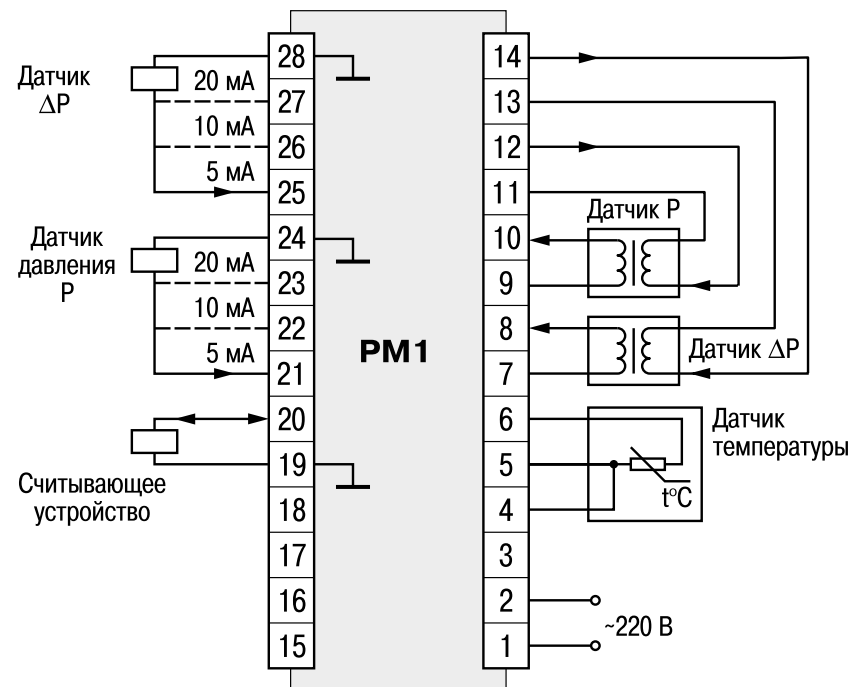 28
14
Датчик
ΔP
20 мА
27
13
10 мА
26
12
5 мА
25
11
Датчик P
Датчик
давления
P
24
10
20 мА
23
9
10 мА
22
8
РМ1
5 мА
21
7
Датчик ΔP
20
6
Датчик
температуры
19
5
Считывающее
устройство
t°C
18
4
17
3
16
2
~220 В
15
1